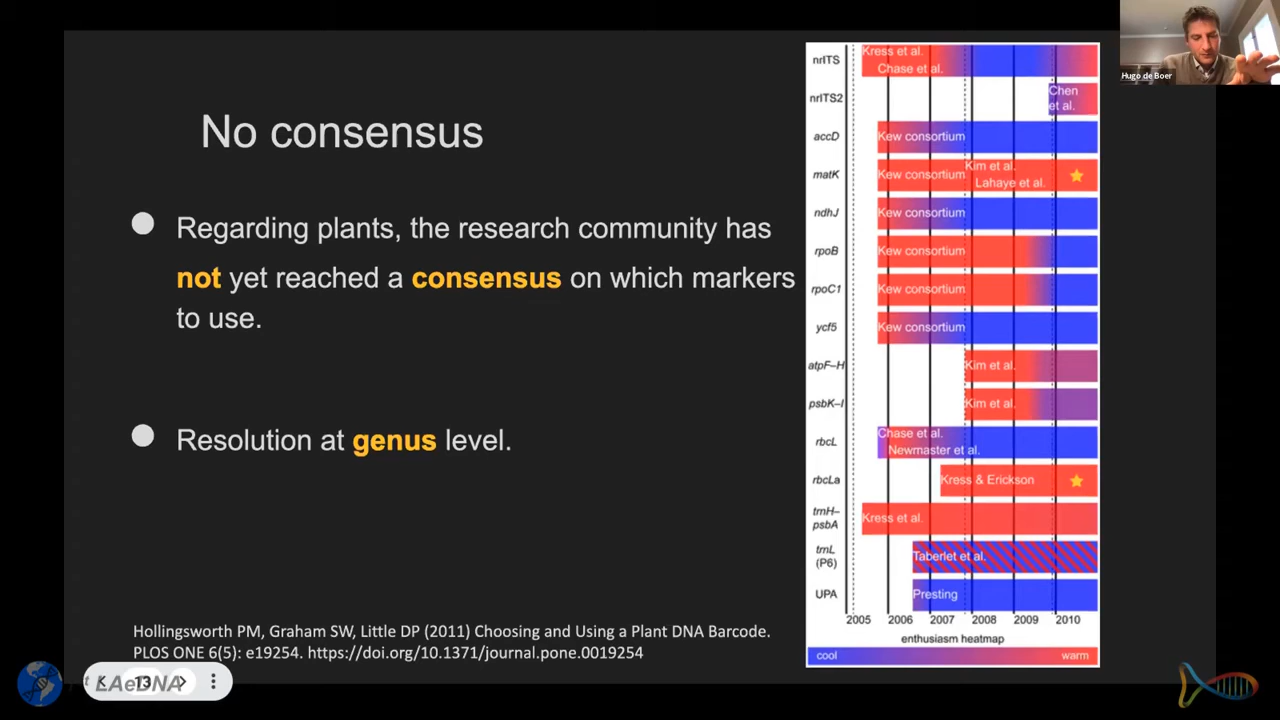 Hugo de Boer
No consensus
Regarding plants, the research community has
not yet reached a consensus on which markers
to use.
Resolution at genus level.
nrITS
Kress et al.
Chase et al.
nrITS2
Chen
et al.
accD
Kew consortium
matK
Kew consortium
Kim et al.
Lahaye et al.
ndhJ
Kew consortium
rpoB
Kew consortium
rpoC1
Kew consortium
ycf5
Kew consortium
atpF–H
Kim et al.
psbK–I
Kim et al.
rbcL
Chase et al.
Newmaster et al.
rbcLa
Kress & Erickson
trnH–
psbA
Kress et al.
trnL
(P6)
Taberlet et al.
UPA
Presting
2005 2006 2007 2008 2009 2010
enthusiasm heatmap
cool warm
Hollingsworth PM, Graham SW, Little DP (2011) Choosing and Using a Plant DNA Barcode.
PLOS ONE 6(5): e19254. https://doi.org/10.1371/journal.pone.0019254
LAeDNA
13